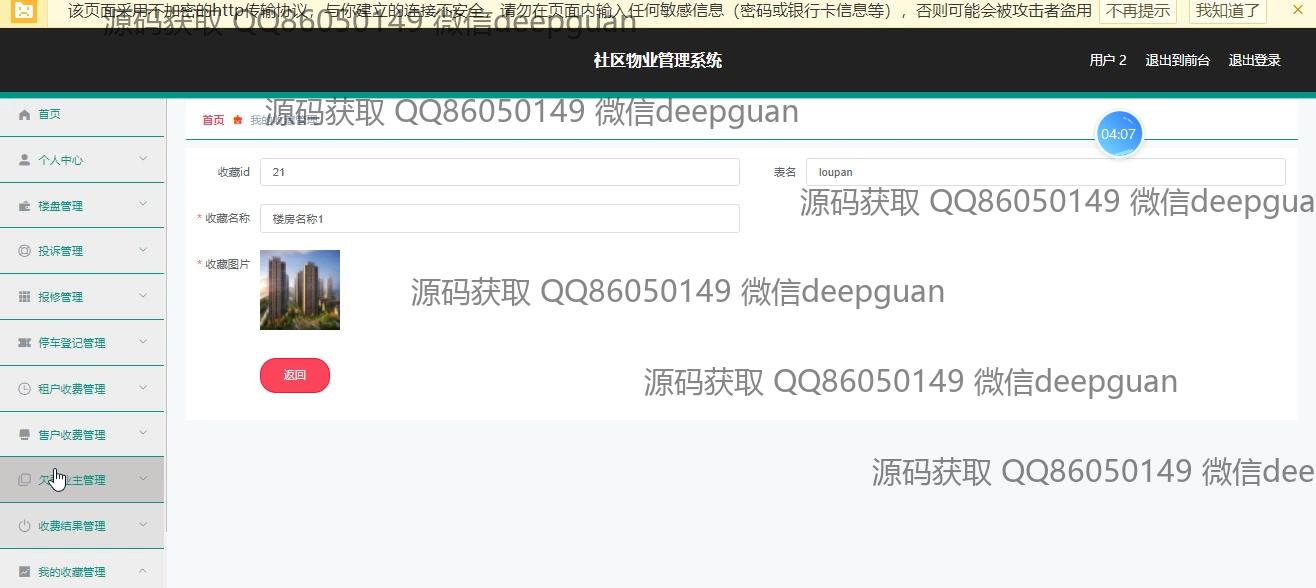 该页面采用不加密的http传输协议，与你建立的连接不安全，请勿在页面内输入任何敏感信息（密码或银行卡信息等），否则可能会被攻击者盗用 不再提示 我知道了
源码获取 QQ86050149 微信deepguan
社区物业管理系统 用户 2 退出到前台 退出登录
首页
首页 我的收藏管理
源码获取 QQ86050149 微信deepguan
04:07
个人中心
收藏id 21 表名 loupan
楼盘管理
源码获取 QQ86050149 微信deepgua
* 收藏名称 楼房名称1
投诉管理
* 收藏图片
报修管理
源码获取 QQ86050149 微信deepguan
停车登记管理
租户收费管理
返回
源码获取 QQ86050149 微信deepguan
售户收费管理
欠 业主管理
源码获取 QQ86050149 微信dee
收费结果管理
我的收藏管理